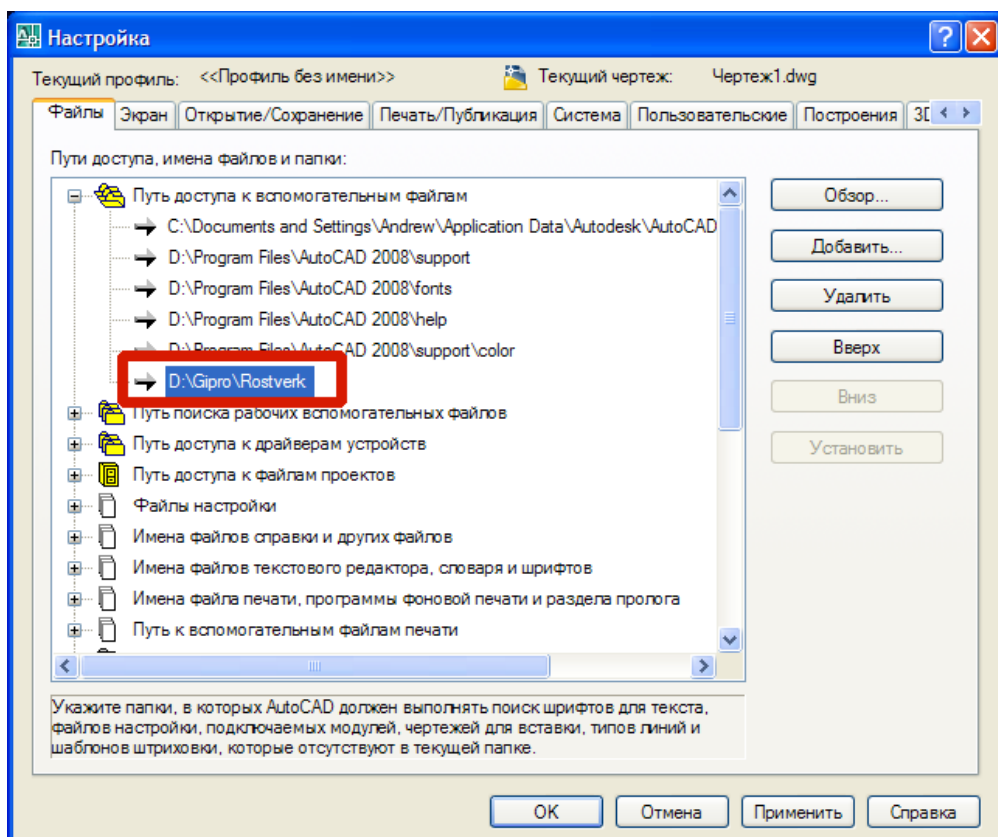 Настройка
Текущий профиль: <<Профиль без имени>> Текущий чертеж: Чертеж1.dwg
Файлы Экран Открытие/Сохранение Печать/Публикация Система Пользовательские Построения
Пути доступа, имена файлов и папки:
Путь доступа к вспомогательным файлам
C:\Documents and Settings\Andrew\Application Data\Autodesk\AutoCAD
D:\Program Files\AutoCAD 2008\support
D:\Program Files\AutoCAD 2008\fonts
D:\Program Files\AutoCAD 2008\help
D:\Program Files\AutoCAD 2008\support\color
D:\Gipro\Rostverk
Путь поиска рабочих вспомогательных файлов
Путь доступа к драйверам устройств
Путь доступа к файлам проектов
Файлы настройки
Имена файлов справки и других файлов
Имена файлов текстового редактора, словаря и шрифтов
Имена файла печати, программы фоновой печати и раздела пролога
Путь к вспомогательным файлам печати
Обзор...
Добавить...
Удалить
Вверх
Вниз
Установить
Укажите папки, в которых AutoCAD должен выполнять поиск шрифтов для текста,
файлов настройки, подключаемых модулей, чертежей для вставки, типов линий и
шаблонов штриховки, которые отсутствуют в текущей папке.
OK Отмена Применить Справка